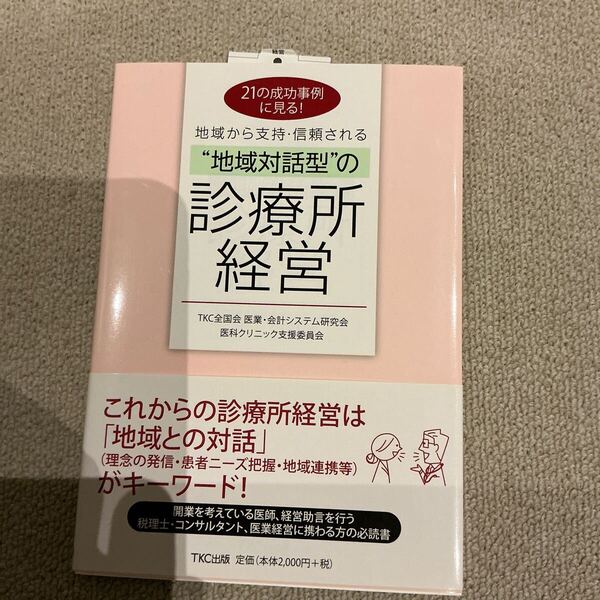 経営
21の成功事例
に見る!
地域から支持・信頼される
“地域対話型”の
診療所
経営
TKC全国会 医業・会計システム研究会
医科クリニック支援委員会
これからの診療所経営は
「地域との対話」
(理念の発信・患者ニーズ把握・地域連携等)
がキーワード!
開業を考えている医師、経営助言を行う
税理士・コンサルタント、医業経営に携わる方の必読書
TKC出版 定価(本体2,000円+税)